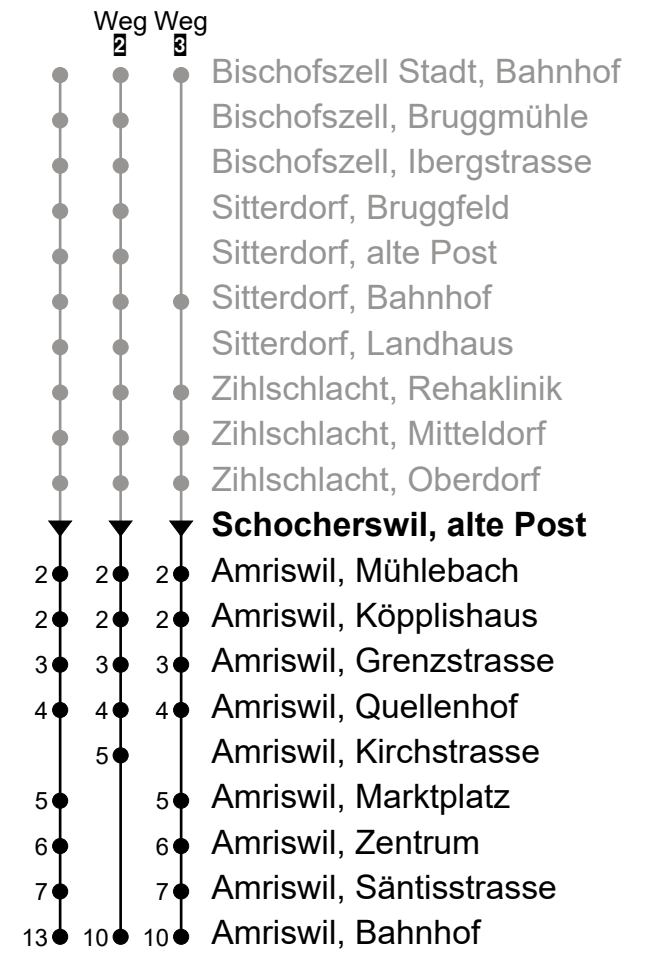 Weg Weg
2 3
Bischofszell Stadt, Bahnhof
Bischofszell, Bruggmühle
Bischofszell, Ibergstrasse
Sitterdorf, Bruggfeld
Sitterdorf, alte Post
Sitterdorf, Bahnhof
Sitterdorf, Landhaus
Zihlschlacht, Rehaklinik
Zihlschlacht, Mitteldorf
Zihlschlacht, Oberdorf
Schocherswil, alte Post
2 2 2 Amriswil, Mühlebach
2 2 2 Amriswil, Köpplishaus
3 3 3 Amriswil, Grenzstrasse
4 4 4 Amriswil, Quellenhof
5 Amriswil, Kirchstrasse
5 5 Amriswil, Marktplatz
6 6 Amriswil, Zentrum
7 7 Amriswil, Säntisstrasse
13 10 10 Amriswil, Bahnhof